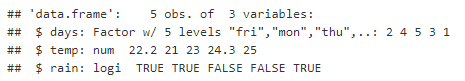 ## 'data.frame':    5 obs. of  3 variables:
##  $ days: Factor w/ 5 levels "fri","mon","thu",..: 2 4 5 3 1
##  $ temp: num  22.2 21 23 24.3 25
##  $ rain: logi  TRUE TRUE FALSE FALSE TRUE